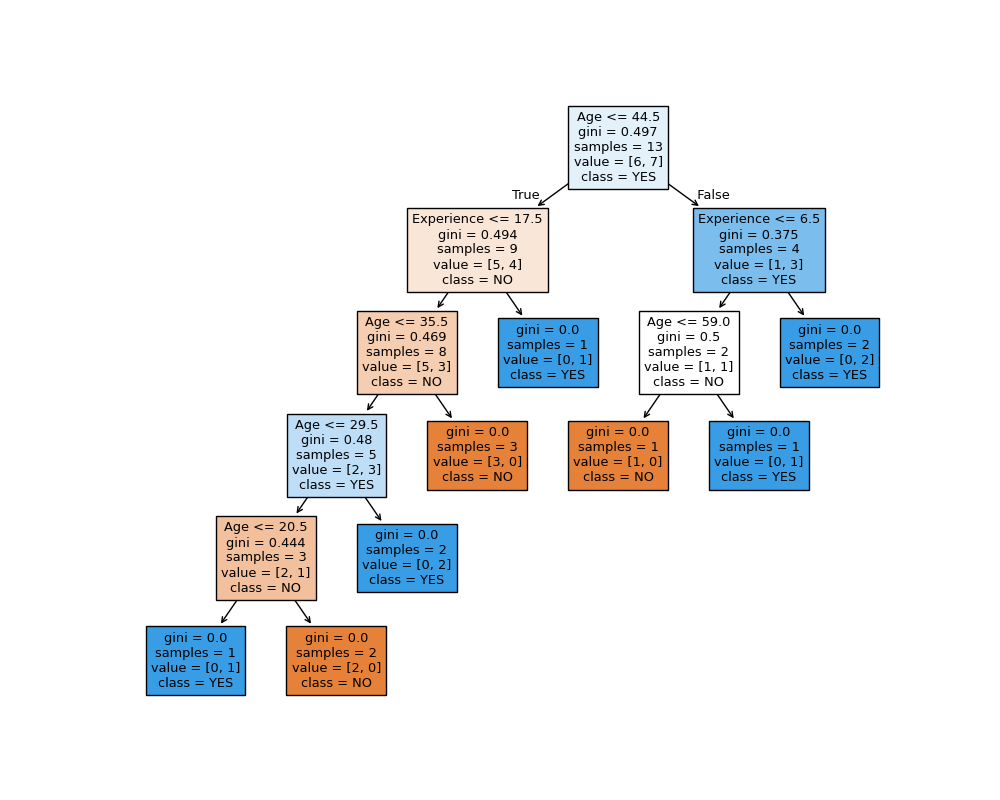 Age <= 44.5
gini = 0.497
samples = 13
value = [6, 7]
class = YES
True
False
Experience <= 17.5
gini = 0.494
samples = 9
value = [5, 4]
class = NO
Experience <= 6.5
gini = 0.375
samples = 4
value = [1, 3]
class = YES
Age <= 35.5
gini = 0.469
samples = 8
value = [5, 3]
class = NO
gini = 0.0
samples = 1
value = [0, 1]
class = YES
Age <= 59.0
gini = 0.5
samples = 2
value = [1, 1]
class = NO
gini = 0.0
samples = 2
value = [0, 2]
class = YES
Age <= 29.5
gini = 0.48
samples = 5
value = [2, 3]
class = YES
gini = 0.0
samples = 3
value = [3, 0]
class = NO
gini = 0.0
samples = 1
value = [1, 0]
class = NO
gini = 0.0
samples = 1
value = [0, 1]
class = YES
Age <= 20.5
gini = 0.444
samples = 3
value = [2, 1]
class = NO
gini = 0.0
samples = 2
value = [0, 2]
class = YES
gini = 0.0
samples = 1
value = [0, 1]
class = YES
gini = 0.0
samples = 2
value = [2, 0]
class = NO